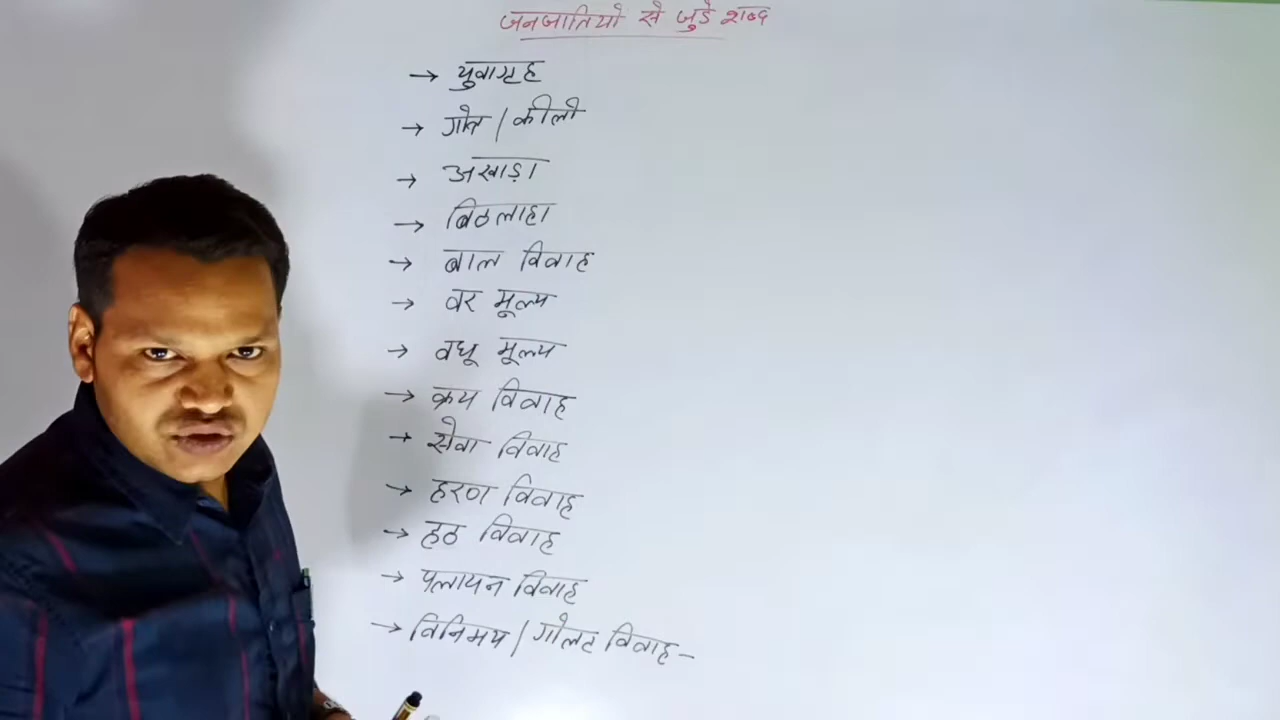 जनजातियो से जुडे शब्द
→ युवागृह
→ गोत्र / कीली
→ अखाड़ा
→ बिठलाहा
→ बाल विवाह
→ वर मूल्य
→ वधू मूल्य
→ क्रय विवाह
→ सेवा विवाह
→ हरण विवाह
→ हठ विवाह
→ पलायन विवाह
→ विनिमय / गोलट विवाह –